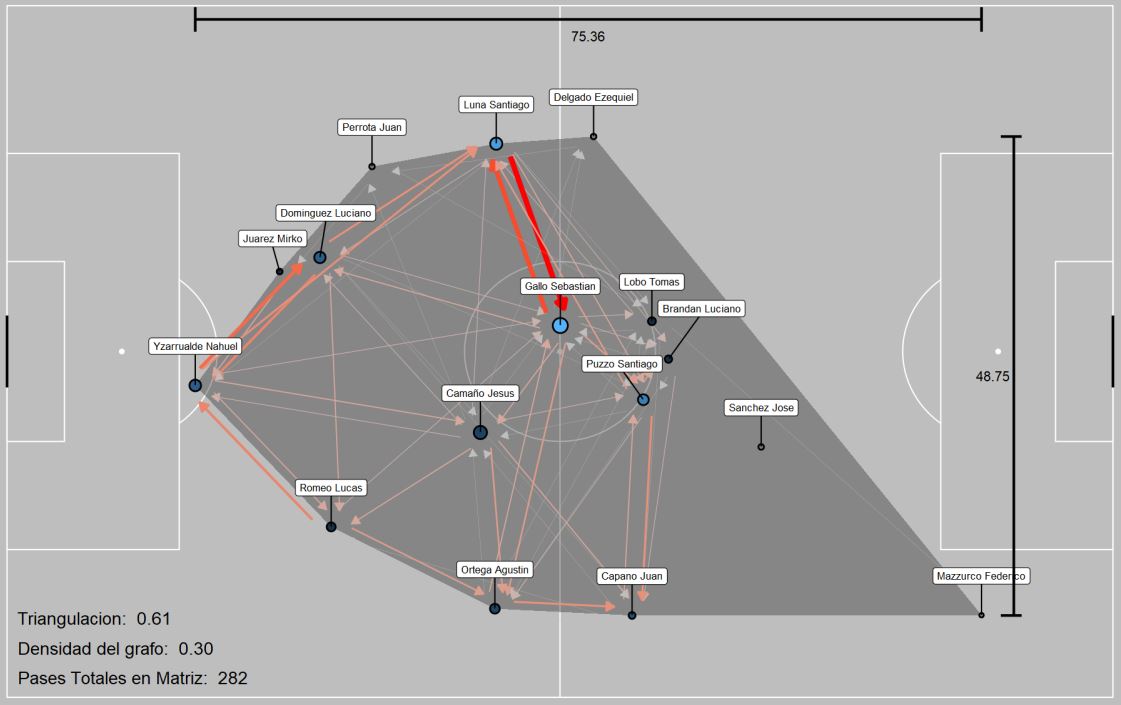 75.36
Delgado Ezequiel
Luna Santiago
Perrota Juan
Dominguez Luciano
Juarez Mirko
Lobo Tomas
Gallo Sebastian
Brandan Luciano
Yzarrualde Nahuel
Puzzo Santiago
48.75
Camaño Jesus
Sanchez Jose
Romeo Lucas
Ortega Agustin
Capano Juan
Mazzurco Federico
Triangulacion: 0.61
Densidad del grafo: 0.30
Pases Totales en Matriz: 282